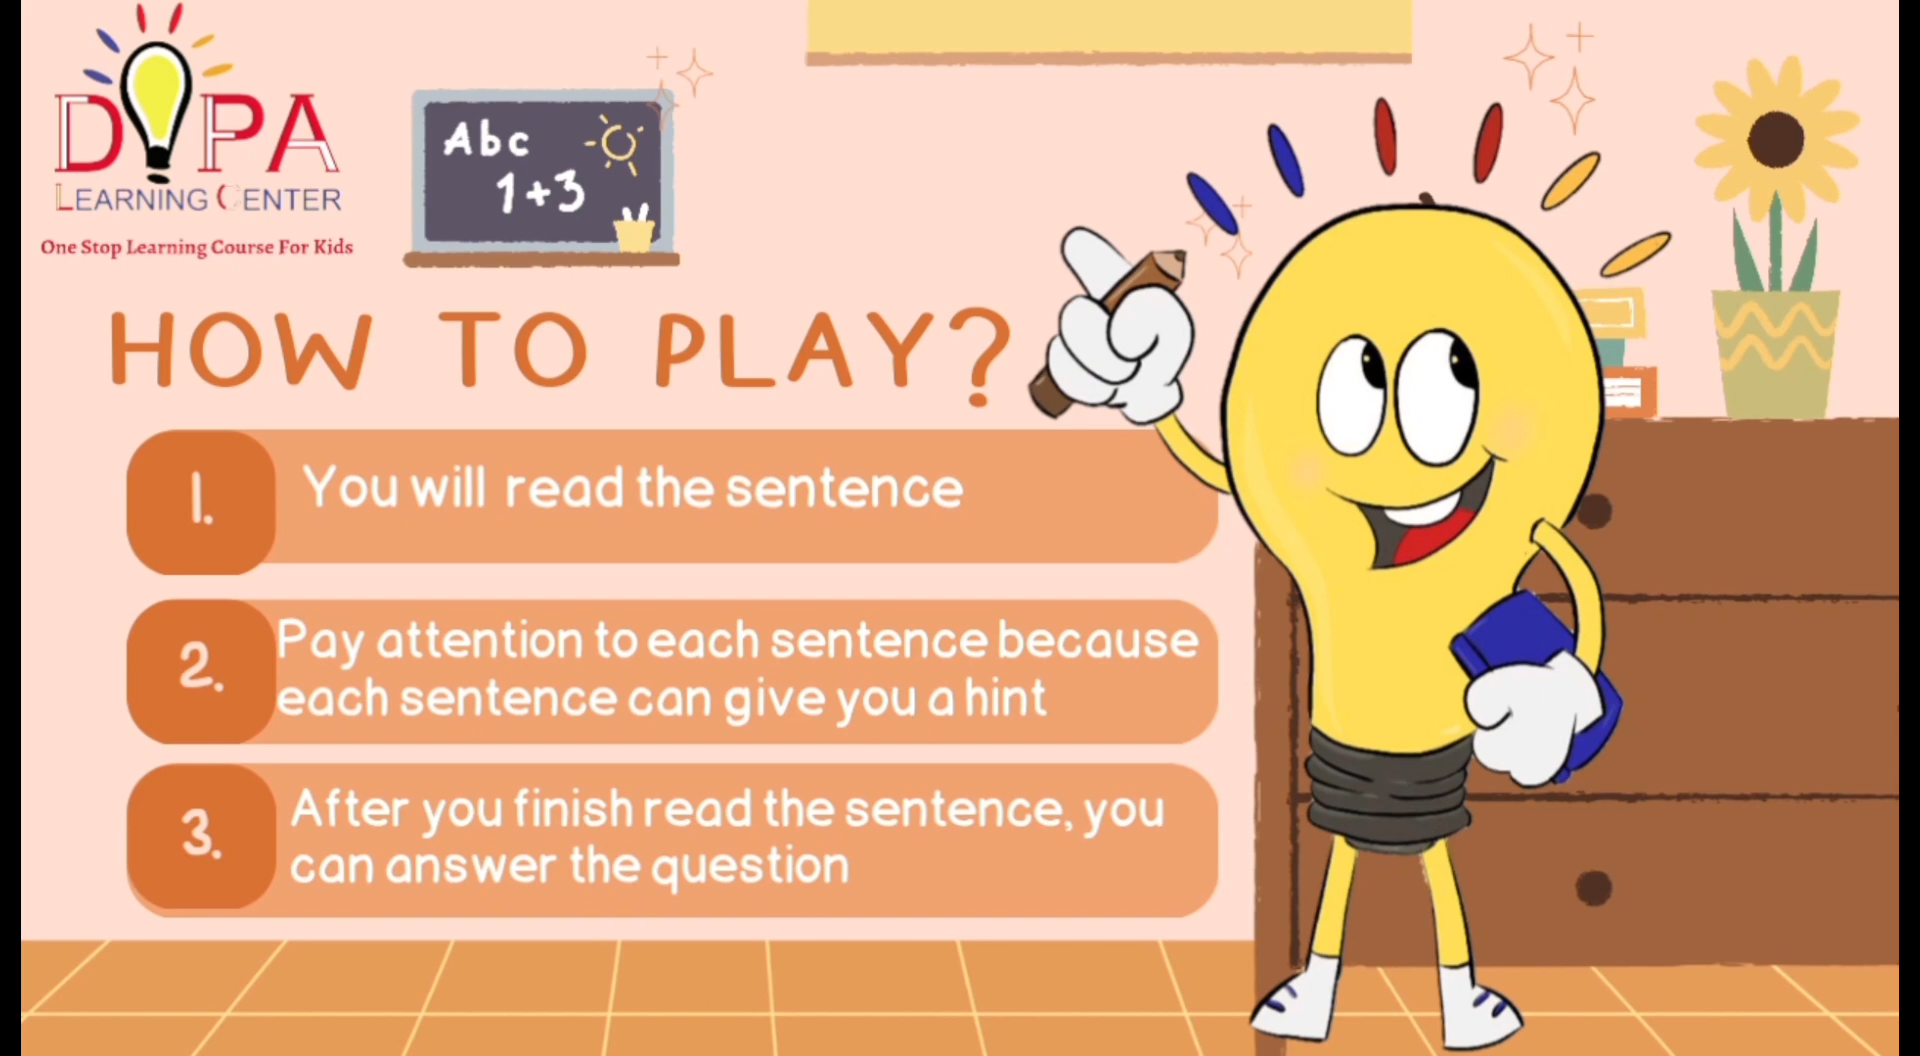 DIPA
LEARNING CENTER
One Stop Learning Course For Kids
Abc
1+3
HOW TO PLAY?
1.
You will read the sentence
2.
Pay attention to each sentence because
each sentence can give you a hint
3.
After you finish read the sentence, you
can answer the question